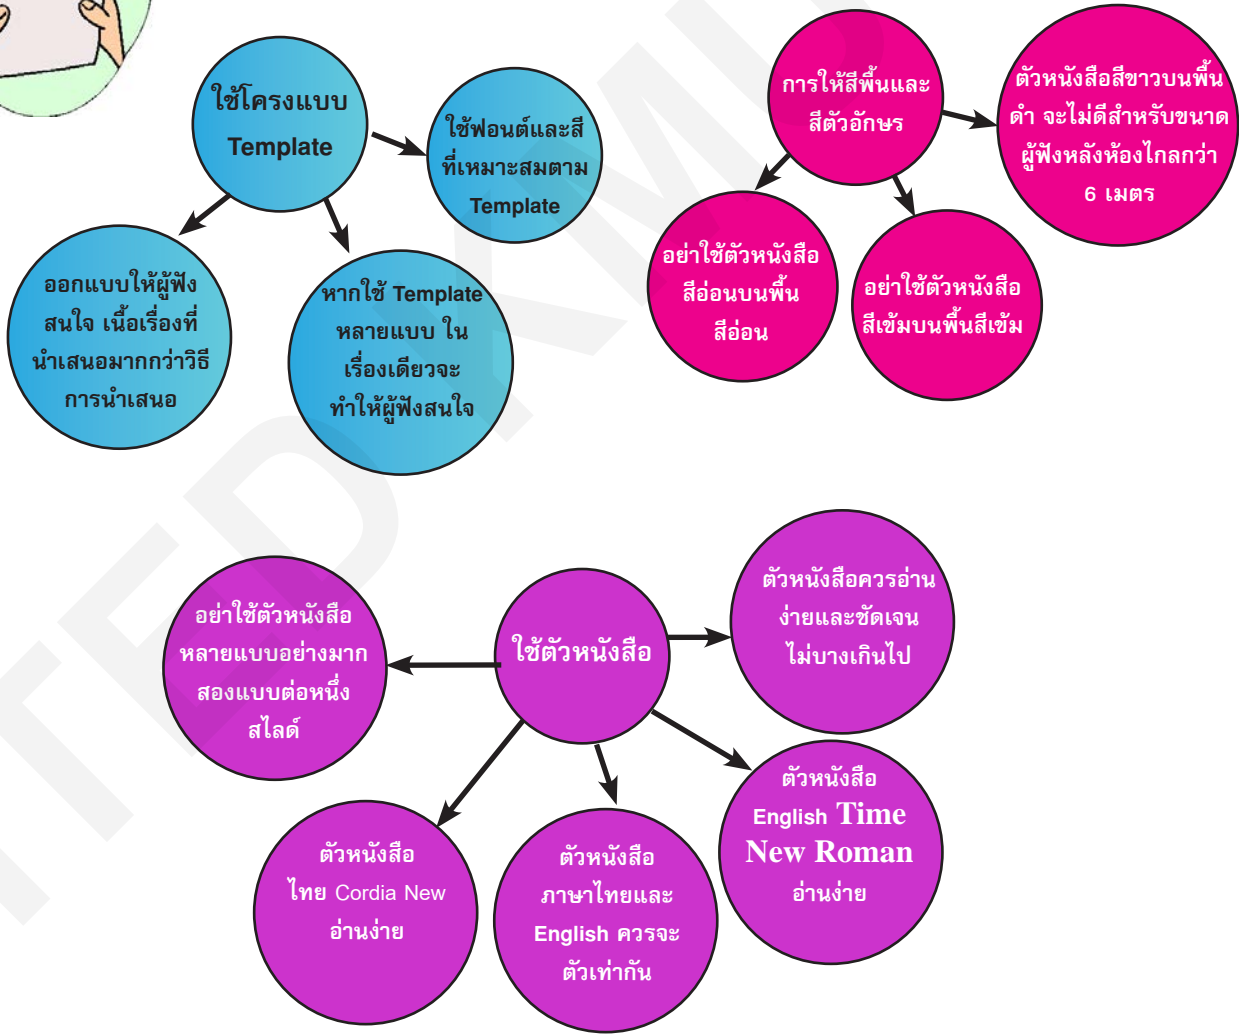 ใช้โครงแบบ
Template
ใช้ฟอนต์และสี
ที่เหมาะสมตาม
Template
ออกแบบให้ผู้ฟัง
สนใจ เนื้อเรื่องที่
นำเสนอมากกว่าวิธี
การนำเสนอ
หากใช้ Template
หลายแบบ ใน
เรื่องเดียวจะ
ทำให้ผู้ฟังสนใจ
การให้สีพื้นและ
สีตัวอักษร
ตัวหนังสือสีขาวบนพื้น
ดำ จะไม่ดีสำหรับขนาด
ผู้ฟังหลังห้องไกลกว่า
6 เมตร
อย่าใช้ตัวหนังสือ
สีอ่อนบนพื้น
สีอ่อน
อย่าใช้ตัวหนังสือ
สีเข้มบนพื้นสีเข้ม
ใช้ตัวหนังสือ
ตัวหนังสือควรอ่าน
ง่ายและชัดเจน
ไม่บางเกินไป
อย่าใช้ตัวหนังสือ
หลายแบบอย่างมาก
สองแบบต่อหนึ่ง
สไลด์
ตัวหนังสือ
ไทย Cordia New
อ่านง่าย
ตัวหนังสือ
ภาษาไทยและ
English ควรจะ
ตัวเท่ากัน
ตัวหนังสือ
English Time
New Roman
อ่านง่าย